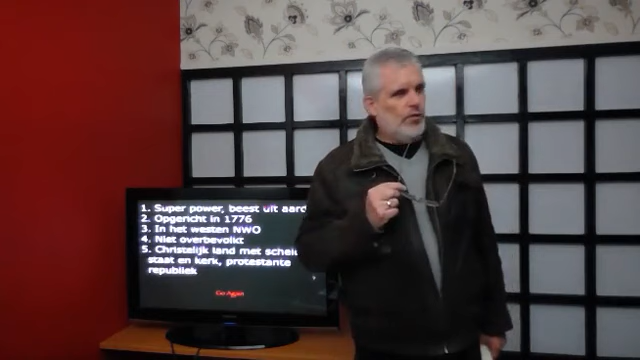 1. Super power, beest uit aard
2. Opgericht in 1776
3. In het westen NWO
4. Niet overbevolkt
5. Christelijk land met scheid
staat en kerk, protestante
republiek
Go Again